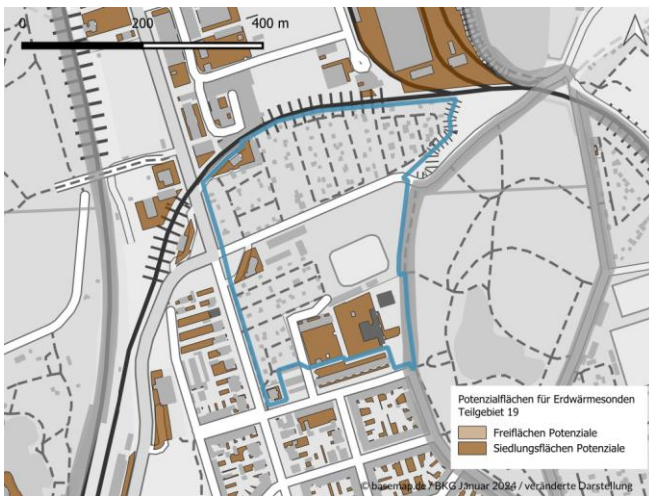 0 200 400 m
Potenzialflächen für Erdwärmesonden
Teilgebiet 19
Freiflächen Potenziale
Siedlungsflächen Potenziale
© basemap.de / BKG Januar 2024 / veränderte Darstellung